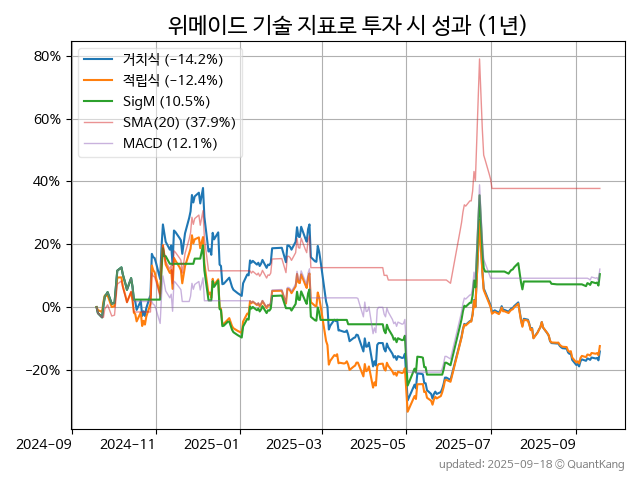 위메이드 기술 지표로 투자 시 성과 (1년)
거치식 (−14.2%)
적립식 (−12.4%)
SigM (10.5%)
SMA(20) (37.9%)
MACD (12.1%)
80%
60%
40%
20%
0%
−20%
2024-09 2024-11 2025-01 2025-03 2025-05 2025-07 2025-09
updated: 2025-09-18 ⓒ QuantKang